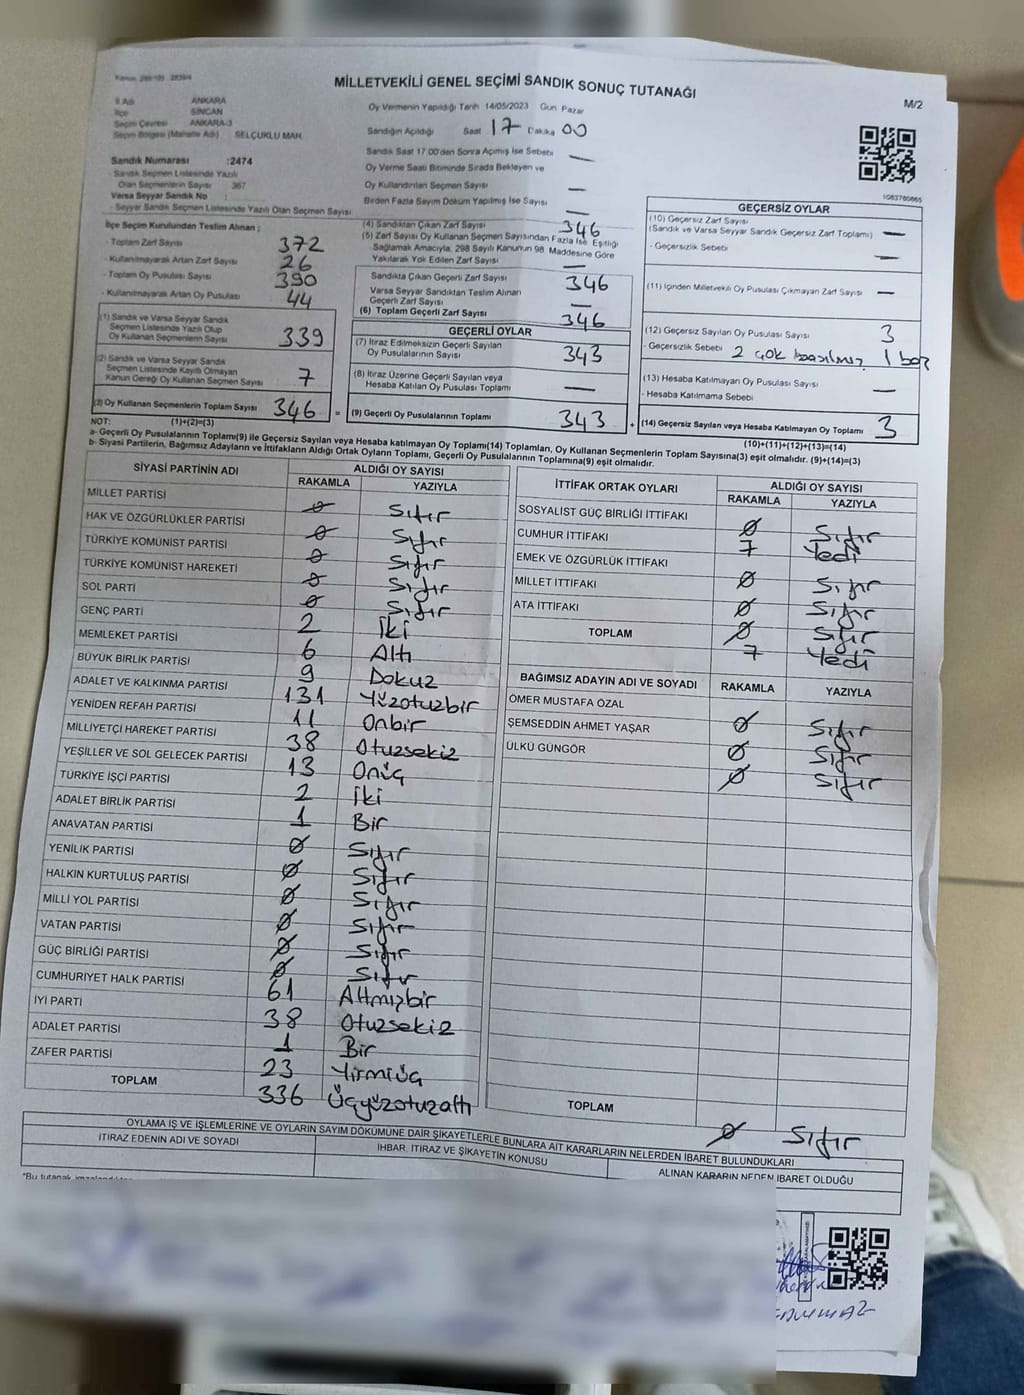 MİLLETVEKİLİ GENEL SEÇİMİ SANDIK SONUÇ TUTANAĞI
M/2
İl Adı ANKARA
İlçe SİNCAN
Seçim Çevresi ANKARA-3
Seçim Bölgesi (Mahalle Adı) SELÇUKLU MAH.
Sandık Numarası :2474
Sandık Seçmen Listesinde Yazılı
Olan Seçmenlerin Sayısı 367
Varsa Seyyar Sandık No :
- Seyyar Sandık Seçmen Listesinde Yazılı Olan Seçmen Sayısı
Oy Vermenin Yapıldığı Tarih 14/05/2023 Gün Pazar
Sandığın Açıldığı Saat 17 Dakika 00
Sandık Saat 17:00'den Sonra Açılmış İse Sebebi —
Oy Verme Saati Bitiminde Sırada Bekleyen ve
Oy Kullandırılan Seçmen Sayısı —
Birden Fazla Sayım Döküm Yapılmış İse Sayısı —
1083760865
İlçe Seçim Kurulundan Teslim Alınan ;
- Toplam Zarf Sayısı 372
- Kullanılmayarak Artan Zarf Sayısı 26
- Toplam Oy Pusulası Sayısı 390
- Kullanılmayarak Artan Oy Pusulası 44
(1) Sandık ve Varsa Seyyar Sandık
Seçmen Listesinde Yazılı Olup
Oy Kullanan Seçmenlerin Sayısı 339
(2) Sandık ve Varsa Seyyar Sandık
Seçmen Listesinde Kayıtlı Olmayan
Kanun Gereği Oy Kullanan Seçmen Sayısı 7
(3) Oy Kullanan Seçmenlerin Toplam Sayısı 346 =
(1)+(2)=(3)
(4) Sandıktan Çıkan Zarf Sayısı 346
(5) Zarf Sayısı Oy Kullanan Seçmen Sayısından Fazla İse, Eşitliği
Sağlamak Amacıyla, 298 Sayılı Kanunun 98. Maddesine Göre
Yakılarak Yok Edilen Zarf Sayısı —
Sandıkta Çıkan Geçerli Zarf Sayısı 346
Varsa Seyyar Sandıktan Teslim Alınan
Geçerli Zarf Sayısı —
(6) Toplam Geçerli Zarf Sayısı 346
GEÇERLİ OYLAR
(7) İtiraz Edilmeksizin Geçerli Sayılan
Oy Pusulalarının Sayısı 343
(8) İtiraz Üzerine Geçerli Sayılan veya
Hesaba Katılan Oy Pusulası Toplamı —
(9) Geçerli Oy Pusulalarının Toplamı 343 +
GEÇERSİZ OYLAR
(10) Geçersiz Zarf Sayısı
(Sandık ve Varsa Seyyar Sandık Geçersiz Zarf Toplamı) —
- Geçersizlik Sebebi —
(11) İçinden Milletvekili Oy Pusulası Çıkmayan Zarf Sayısı —
(12) Geçersiz Sayılan Oy Pusulası Sayısı 3
- Geçersizlik Sebebi 2 çok basılmış, 1 boş
(13) Hesaba Katılmayan Oy Pusulası Sayısı —
- Hesaba Katılmama Sebebi
(14) Geçersiz Sayılan veya Hesaba Katılmayan Oy Toplamı 3
(10)+(11)+(12)+(13)=(14)
NOT:
a- Geçerli Oy Pusulalarının Toplamı(9) ile Geçersiz Sayılan veya Hesaba katılmayan Oy Toplamı(14) Toplamları, Oy Kullanan Seçmenlerin Toplam Sayısına(3) eşit olmalıdır. (9)+(14)=(3)
b- Siyasi Partilerin, Bağımsız Adayların ve İttifakların Aldığı Ortak Oyların Toplamı, Geçerli Oy Pusulalarının Toplamına(9) eşit olmalıdır.
SİYASİ PARTİNİN ADI ALDIĞI OY SAYISI
RAKAMLA YAZIYLA
MİLLET PARTİSİ 0 Sıfır
HAK VE ÖZGÜRLÜKLER PARTİSİ 0 Sıfır
TÜRKİYE KOMÜNİST PARTİSİ 0 Sıfır
TÜRKİYE KOMÜNİST HAREKETİ 0 Sıfır
SOL PARTİ 0 Sıfır
GENÇ PARTİ 2 İki
MEMLEKET PARTİSİ 6 Altı
BÜYÜK BİRLİK PARTİSİ 9 Dokuz
ADALET VE KALKINMA PARTİSİ 131 Yüzotuzbir
YENİDEN REFAH PARTİSİ 11 Onbir
MİLLİYETÇİ HAREKET PARTİSİ 38 Otuzsekiz
YEŞİLLER VE SOL GELECEK PARTİSİ 13 Onüç
TÜRKİYE İŞÇİ PARTİSİ 2 İki
ADALET BİRLİK PARTİSİ 1 Bir
ANAVATAN PARTİSİ 0 Sıfır
YENİLİK PARTİSİ 0 Sıfır
HALKIN KURTULUŞ PARTİSİ 0 Sıfır
MİLLİ YOL PARTİSİ 0 Sıfır
VATAN PARTİSİ 0 Sıfır
GÜÇ BİRLİĞİ PARTİSİ 0 Sıfır
CUMHURİYET HALK PARTİSİ 61 Altmışbir
İYİ PARTİ 38 Otuzsekiz
ADALET PARTİSİ 1 Bir
ZAFER PARTİSİ 23 Yirmiüç
TOPLAM 336 Üçyüzotuzaltı
İTTİFAK ORTAK OYLARI ALDIĞI OY SAYISI
RAKAMLA YAZIYLA
SOSYALİST GÜÇ BİRLİĞİ İTTİFAKI 0 Sıfır
CUMHUR İTTİFAKI 7 Yedi
EMEK VE ÖZGÜRLÜK İTTİFAKI 0 Sıfır
MİLLET İTTİFAKI 0 Sıfır
ATA İTTİFAKI 0 Sıfır
TOPLAM 7 Yedi
BAĞIMSIZ ADAYIN ADI VE SOYADI RAKAMLA YAZIYLA
ÖMER MUSTAFA ÖZAL 0 Sıfır
ŞEMSEDDİN AHMET YAŞAR 0 Sıfır
ÜLKÜ GÜNGÖR 0 Sıfır
TOPLAM 0 Sıfır
OYLAMA İŞ VE İŞLEMLERİNE VE OYLARIN SAYIM DÖKÜMÜNE DAİR ŞİKAYETLERLE BUNLARA AİT KARARLARIN NELERDEN İBARET BULUNDUKLARI
İTİRAZ EDENİN ADI VE SOYADI
İHBAR, İTİRAZ VE ŞİKAYETİN KONUSU
ALINAN KARARIN NEDEN İBARET OLDUĞU